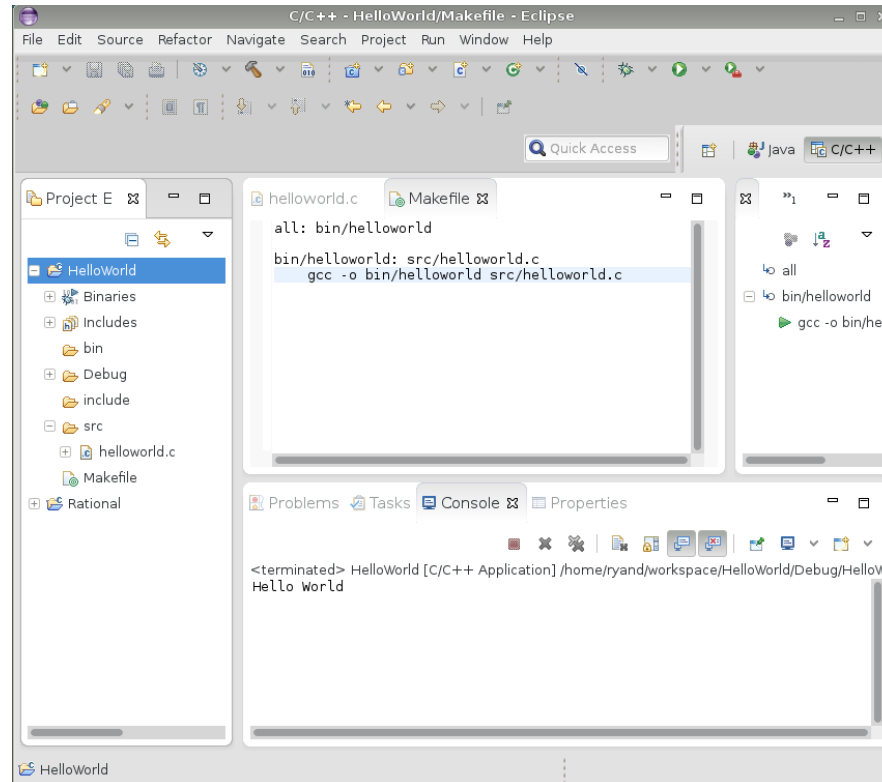 C/C++ - HelloWorld/Makefile - Eclipse
File Edit Source Refactor Navigate Search Project Run Window Help
Quick Access
Java C/C++
Project E
HelloWorld
Binaries
Includes
bin
Debug
include
src
helloworld.c
Makefile
Rational
helloworld.c Makefile
all: bin/helloworld
bin/helloworld: src/helloworld.c
gcc -o bin/helloworld src/helloworld.c
»1
all
bin/helloworld
gcc -o bin/he
Problems Tasks Console Properties
<terminated> HelloWorld [C/C++ Application] /home/ryand/workspace/HelloWorld/Debug/HelloW
Hello World
HelloWorld